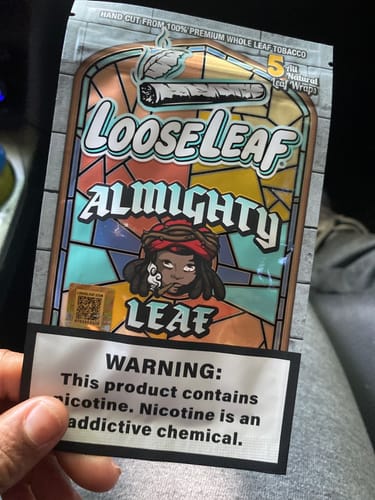 HAND CUT FROM 100% PREMIUM WHOLE LEAF TOBACCO
5 All
Natural
Leaf Wraps
LOOSELEAF
ALMIGHTY
LEAF
WARNING:
This product contains
nicotine. Nicotine is an
addictive chemical.